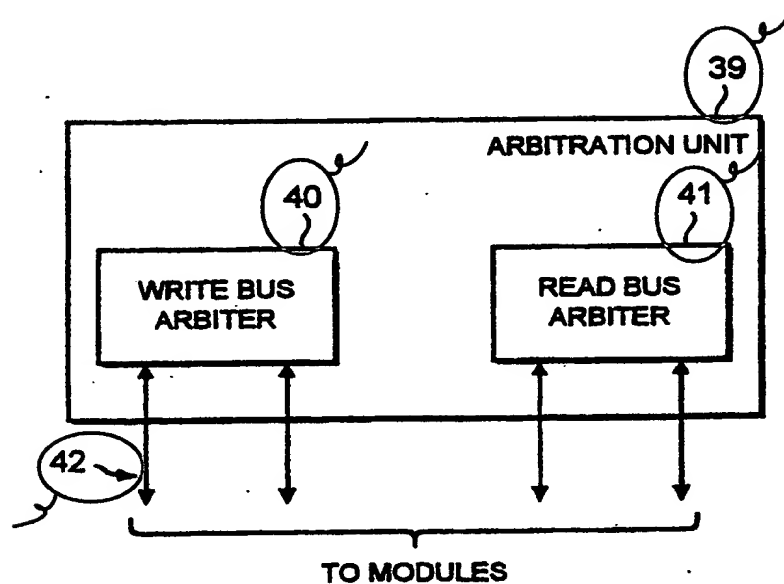 39
ARBITRATION UNIT
40
41
WRITE BUS
ARBITER
READ BUS
ARBITER
42
TO MODULES